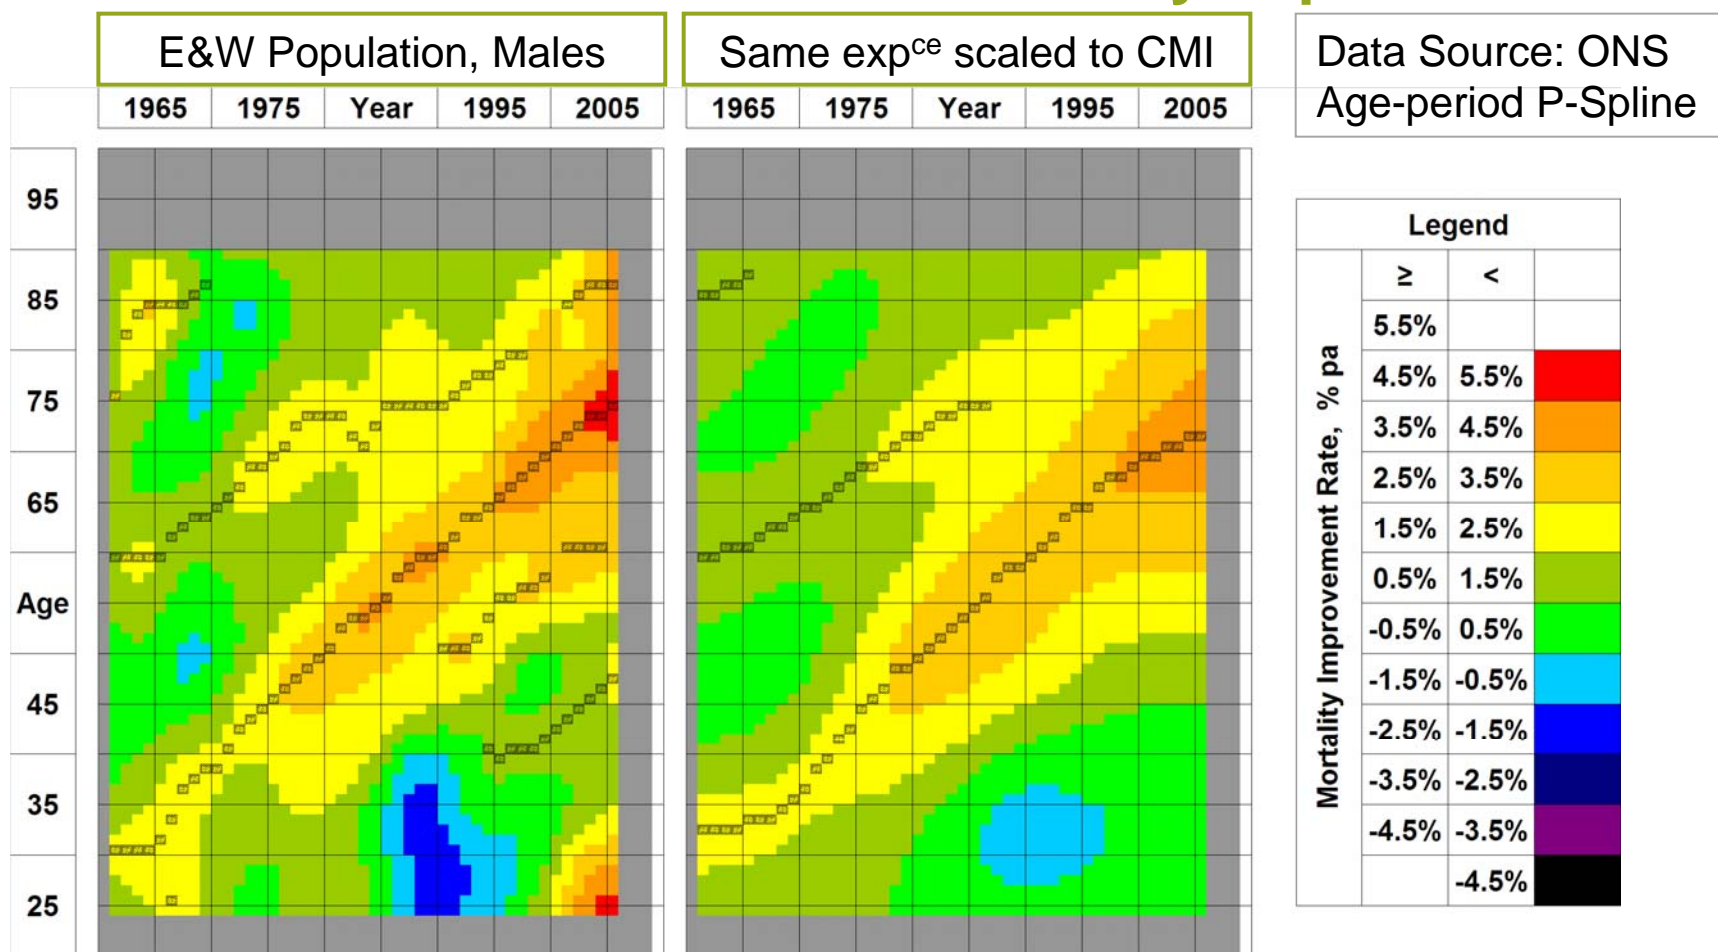 E&W Population, Males
Same expce scaled to CMI
Data Source: ONS
Age-period P-Spline
1965 1975 Year 1995 2005
1965 1975 Year 1995 2005
95
85
75
65
Age
45
35
25
Legend
Mortality Improvement Rate, % pa
≥ <
5.5%
4.5% 5.5%
3.5% 4.5%
2.5% 3.5%
1.5% 2.5%
0.5% 1.5%
-0.5% 0.5%
-1.5% -0.5%
-2.5% -1.5%
-3.5% -2.5%
-4.5% -3.5%
-4.5%